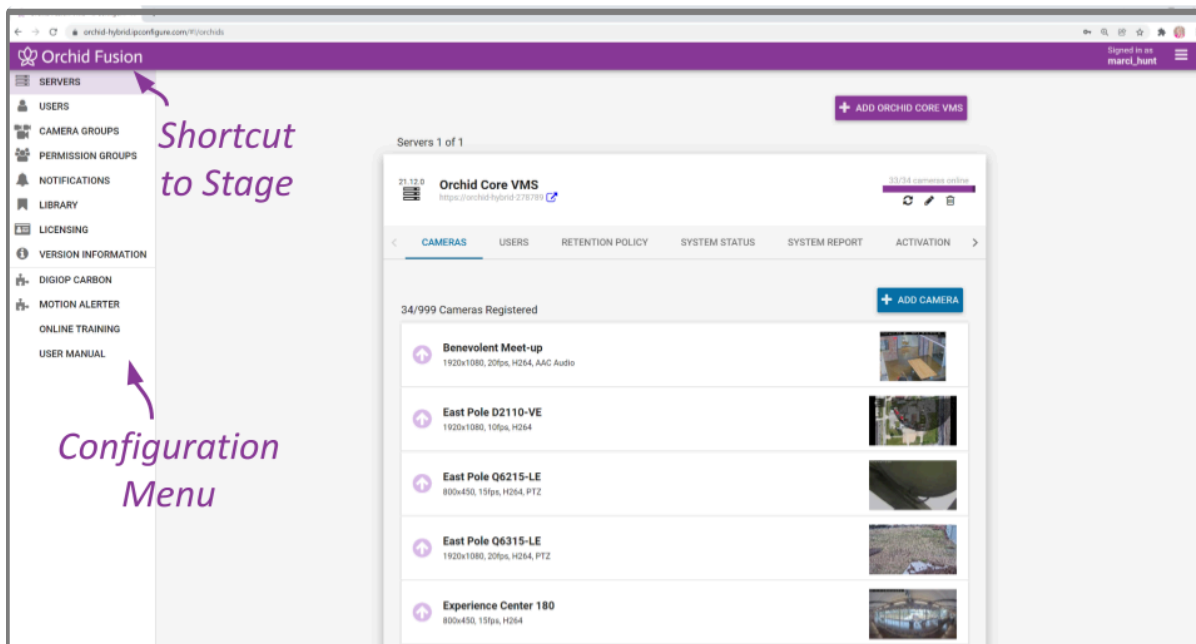 orchid-hybrid.ipconfigure.com/#!/orchids
Orchid Fusion
Signed in as
marci_hunt
SERVERS
USERS
CAMERA GROUPS
PERMISSION GROUPS
NOTIFICATIONS
LIBRARY
LICENSING
VERSION INFORMATION
DIGIOP CARBON
MOTION ALERTER
ONLINE TRAINING
USER MANUAL
Shortcut
to Stage
Configuration
Menu
ADD ORCHID CORE VMS
Servers 1 of 1
21.12.0
Orchid Core VMS
https://orchid-hybrid-278789
33/34 cameras online
CAMERAS USERS RETENTION POLICY SYSTEM STATUS SYSTEM REPORT ACTIVATION
34/999 Cameras Registered
ADD CAMERA
Benevolent Meet-up
1920x1080, 20fps, H264, AAC Audio
East Pole D2110-VE
1920x1080, 10fps, H264
East Pole Q6215-LE
800x450, 15fps, H264, PTZ
East Pole Q6315-LE
1920x1080, 20fps, H264, PTZ
Experience Center 180
800x450, 15fps, H264